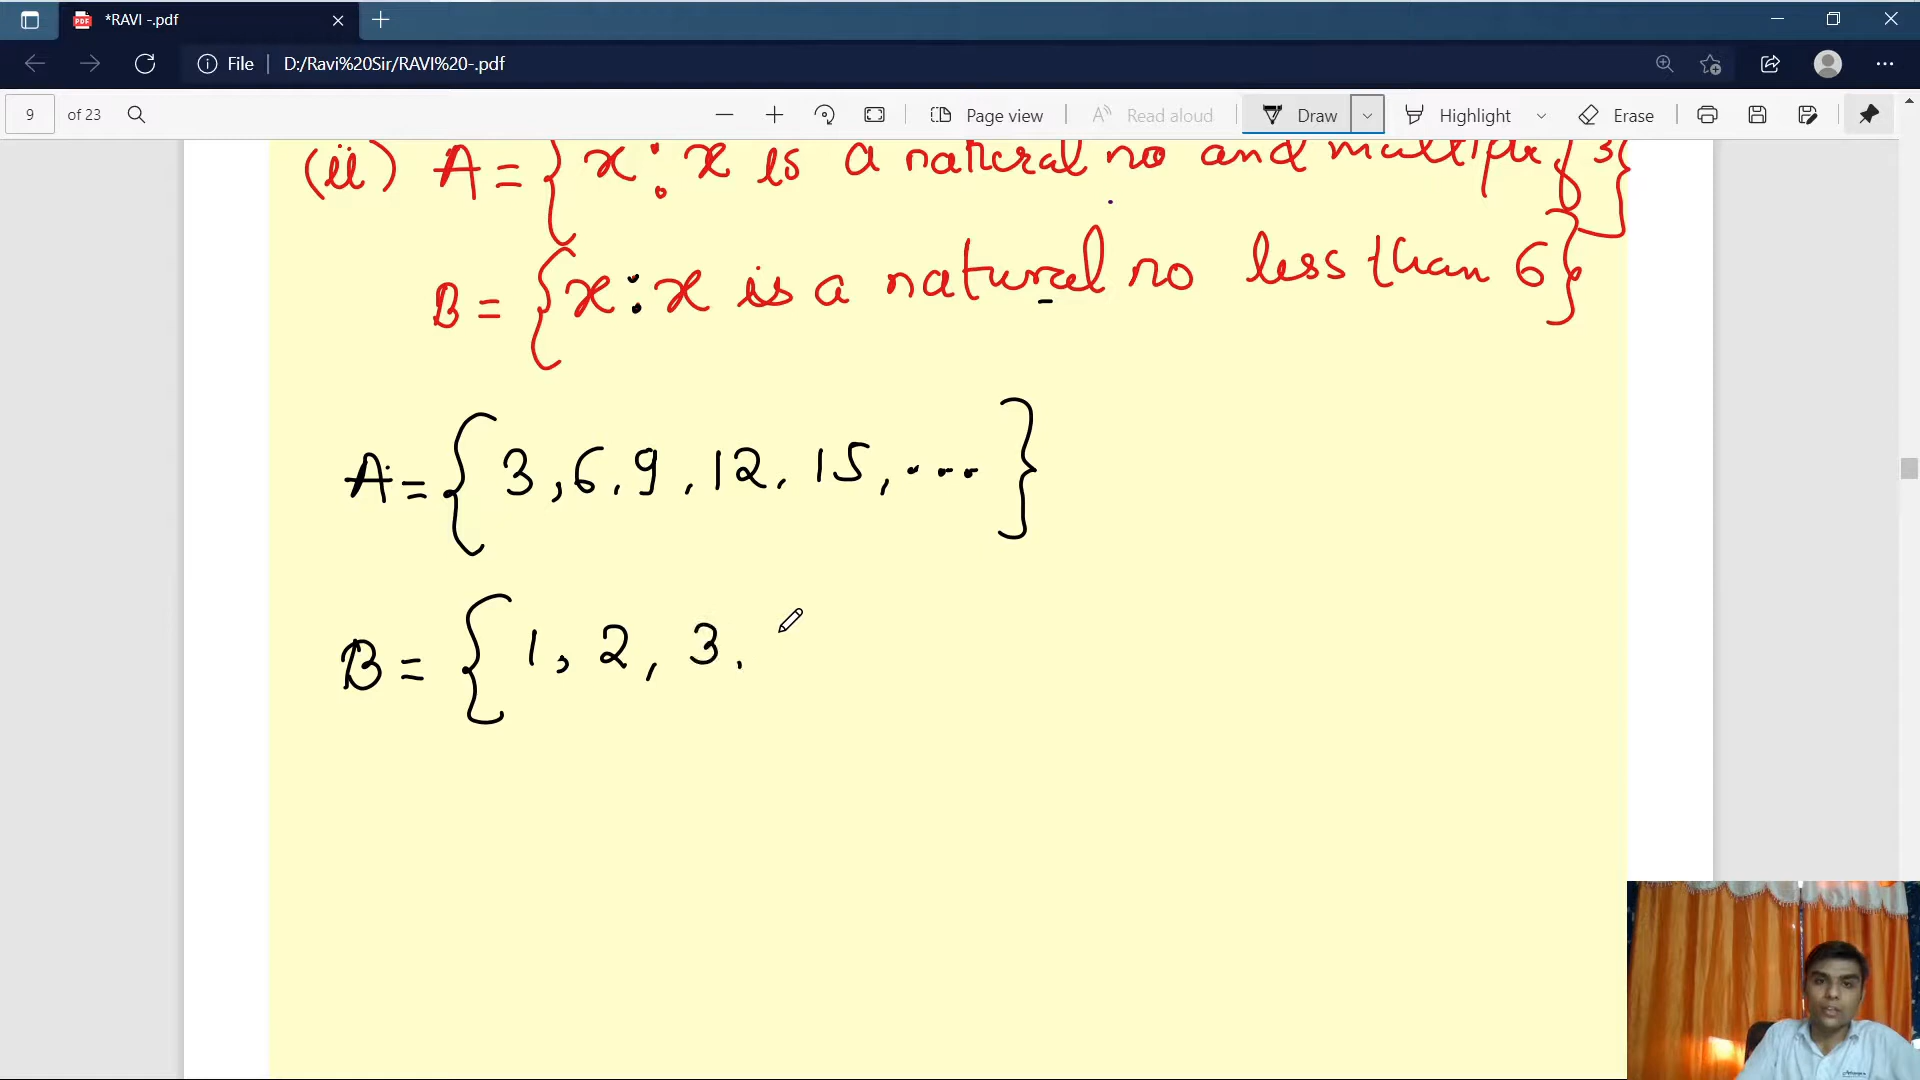 *RAVI -.pdf
File D:/Ravi%20Sir/RAVI%20-.pdf
9 of 23 Page view Read aloud Draw Highlight Erase
(ii) A = { x : x is a natural no and multiple of 3}
B = { x : x is a natural no less than 6}
A = { 3 , 6 , 9 , 12 , 15 , ... }
B = { 1 , 2 , 3 ,